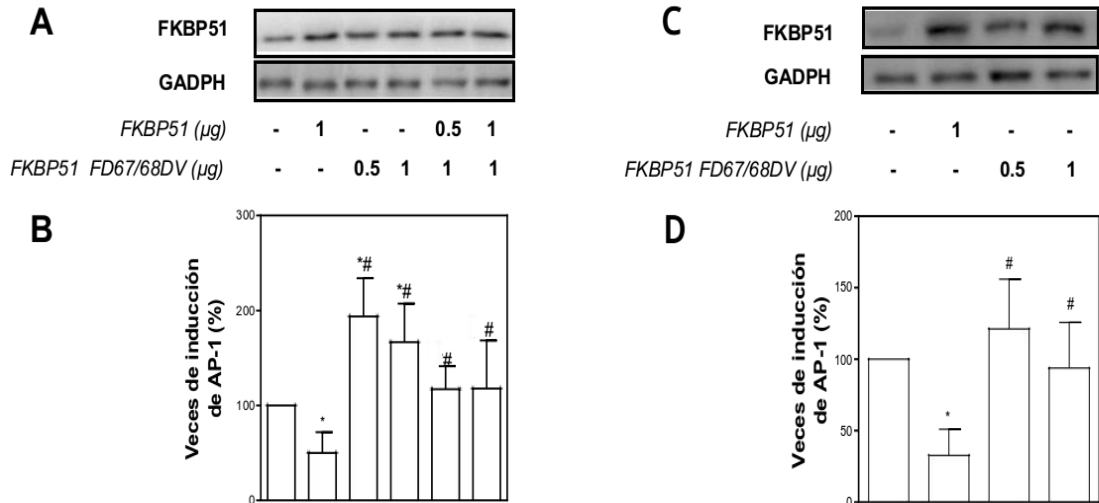 A
FKBP51
GADPH
FKBP51 (µg) - 1 - - 0.5 1
FKBP51 FD67/68DV (µg) - - 0.5 1 1 1
B
Veces de inducción
de AP-1 (%)
300
200
100
0
*
*#
*#
#
#
C
FKBP51
GADPH
FKBP51 (µg) - 1 - -
FKBP51 FD67/68DV (µg) - - 0.5 1
D
Veces de inducción
de AP-1 (%)
200
150
100
50
0
*
#
#